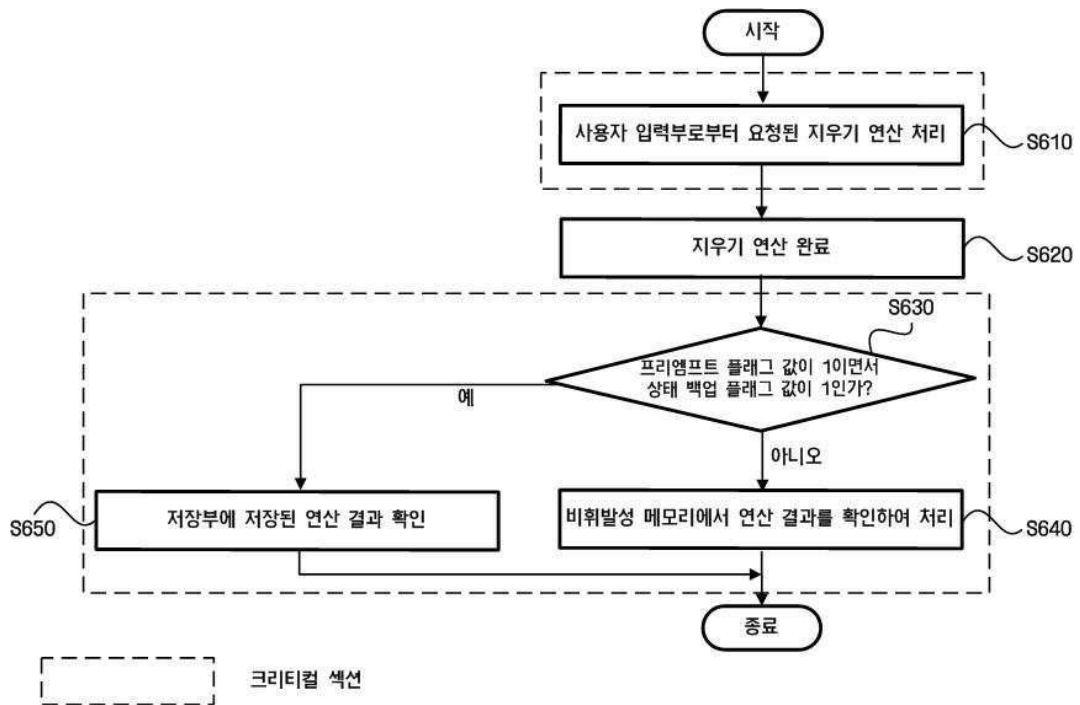 시작
사용자 입력부로부터 요청된 지우기 연산 처리
S610
지우기 연산 완료
S620
S630
프리엠프트 플래그 값이 1이면서
상태 백업 플래그 값이 1인가?
예
아니오
저장부에 저장된 연산 결과 확인
S650
비휘발성 메모리에서 연산 결과를 확인하여 처리
S640
종료
크리티컬 섹션